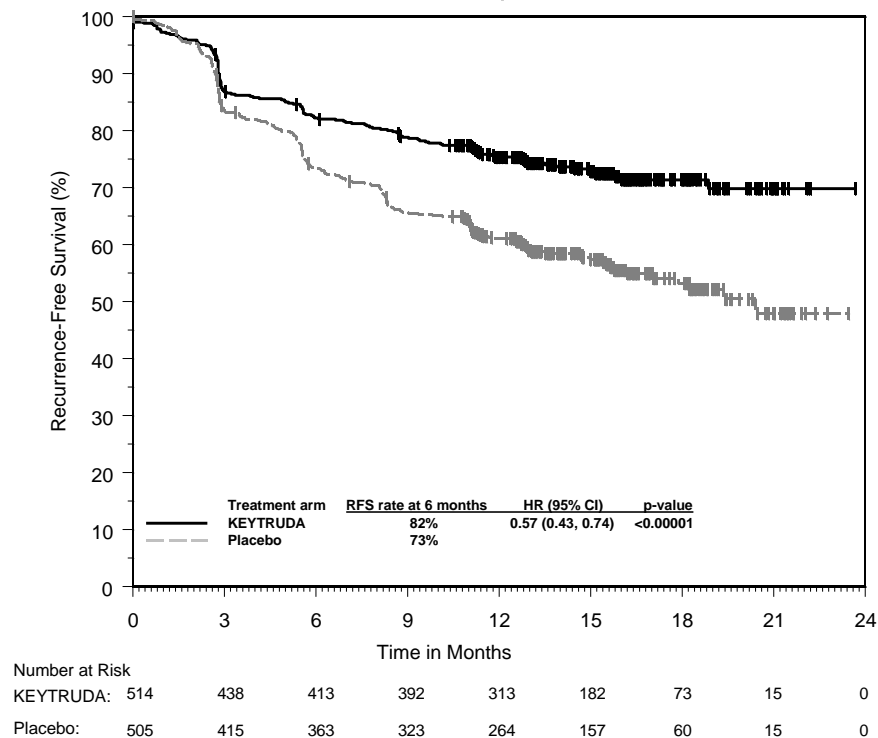 100
90
80
70
60
50
40
30
20
10
0
Recurrence-Free Survival (%)
Treatment arm RFS rate at 6 months HR (95% CI) p-value
KEYTRUDA 82% 0.57 (0.43, 0.74) <0.00001
Placebo 73%
0 3 6 9 12 15 18 21 24
Time in Months
Number at Risk
KEYTRUDA: 514 438 413 392 313 182 73 15 0
Placebo: 505 415 363 323 264 157 60 15 0